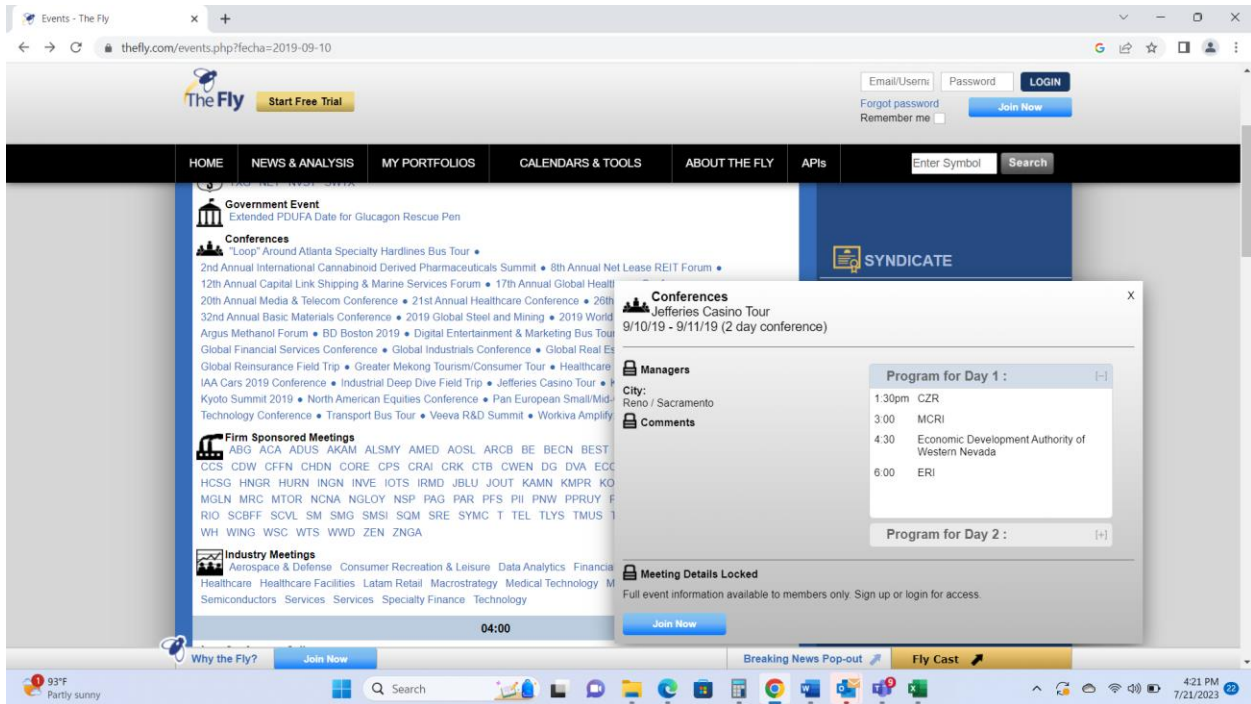 Events - The Fly
thefly.com/events.php?fecha=2019-09-10
The Fly
Start Free Trial
Password
LOGIN
Forgot password
Join Now
Remember me
HOME NEWS & ANALYSIS MY PORTFOLIOS CALENDARS & TOOLS ABOUT THE FLY APIs Enter Symbol Search
Government Event
Extended PDUFA Date for Glucagon Rescue Pen
Conferences
"Loop" Around Atlanta Specialty Hardlines Bus Tour ●
2nd Annual International Cannabinoid Derived Pharmaceuticals Summit ● 8th Annual Net Lease REIT Forum ●
12th Annual Capital Link Shipping & Marine Services Forum ● 17th Annual Global
20th Annual Media & Telecom Conference ● 21st Annual Healthcare Conference ● 26th
32nd Annual Basic Materials Conference ● 2019 Global Steel and Mining ● 2019 World
Argus Methanol Forum ● BD Boston 2019 ● Digital Entertainment & Marketing Bus Tour
Global Financial Services Conference ● Global Industrials Conference ● Global Real
Global Reinsurance Field Trip ● Greater Mekong Tourism/Consumer Tour ● Healthcare
IAA Cars 2019 Conference ● Industrial Deep Dive Field Trip ● Jefferies Casino Tour ●
Kyoto Summit 2019 ● North American Equities Conference ● Pan European Small/Mid-
Technology Conference ● Transport Bus Tour ● Veeva R&D Summit ● Workiva Amplify
Firm Sponsored Meetings
ABG ACA ADUS AKAM ALSMY AMED AOSL ARCB BE BECN BEST
CCS CDW CFFN CHDN CORE CPS CRAI CRK CTB CWEN DG DVA
HCSG HNGR HURN INGN INVE IOTS IRMD JBLU JOUT KAMN KMPR
MGLN MRC MTOR NCNA NGLOY NSP PAG PAR PFS PII PNW PPRUY
RIO SCBFF SCVL SM SMG SMSI SQM SRE SYMC T TEL TLYS TMUS
WH WING WSC WTS WWD ZEN ZNGA
Industry Meetings
Aerospace & Defense Consumer Recreation & Leisure Data Analytics
Healthcare Healthcare Facilities Latam Retail Macrostrategy Medical Technology
Semiconductors Services Services Specialty Finance Technology
04:00
SYNDICATE
Conferences X
Jefferies Casino Tour
9/10/19 - 9/11/19 (2 day conference)
Managers
City:
Reno / Sacramento
Comments
Program for Day 1 : [-]
1:30pm CZR
3:00 MCRI
4:30 Economic Development Authority of
Western Nevada
6:00 ERI
Program for Day 2 : [+]
Meeting Details Locked
Full event information available to members only. Sign up or login for access.
Join Now
Why the Fly? Join Now Breaking News Pop-out Fly Cast
1
93°F
Partly sunny
Search
9
4:21 PM
7/21/2023
22